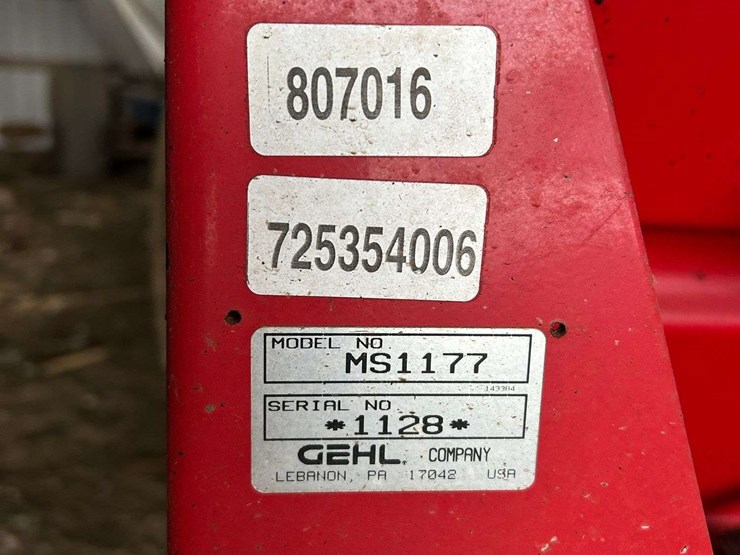 807016
725354006
MODEL NO
MS1177
143384
SERIAL NO
*1128*
GEHL COMPANY
LEBANON, PA 17042 USA